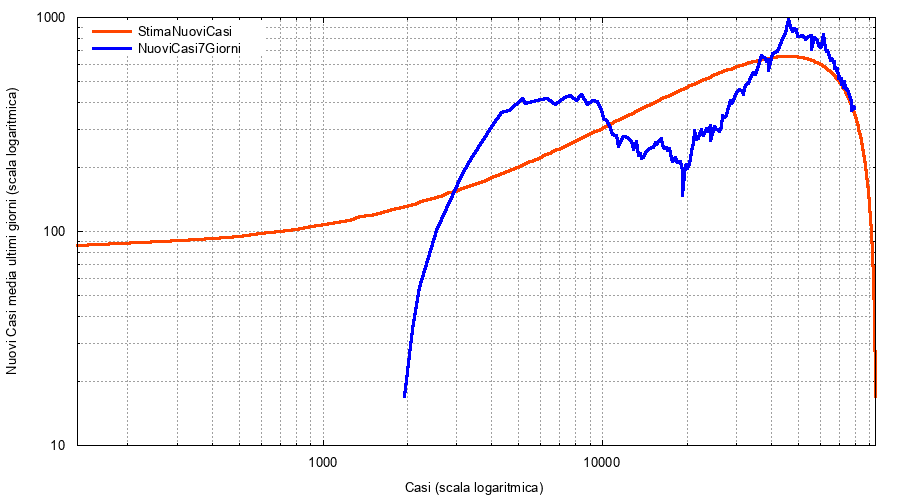 1000
StimaNuoviCasi
NuoviCasi7Giorni
100
10
Nuovi Casi media ultimi giorni (scala logaritmica)
1000
10000
Casi (scala logaritmica)